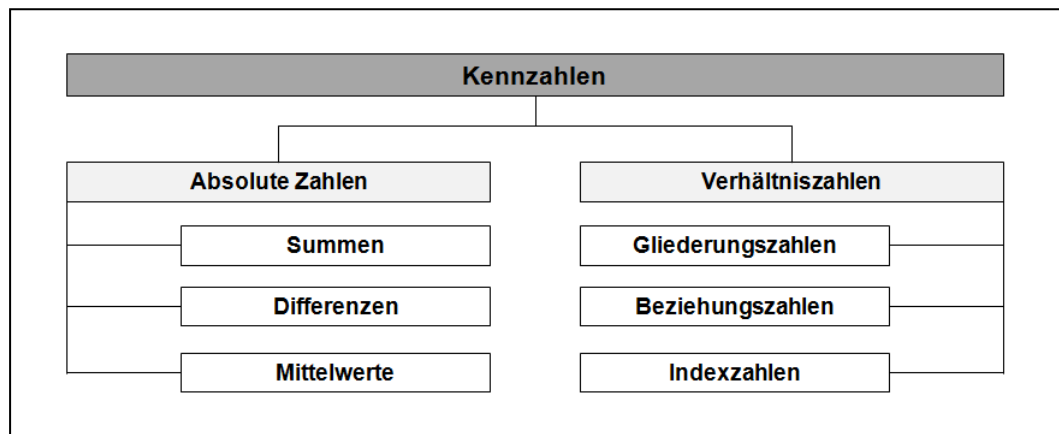 Kennzahlen
Absolute Zahlen
Summen
Differenzen
Mittelwerte
Verhältniszahlen
Gliederungszahlen
Beziehungszahlen
Indexzahlen